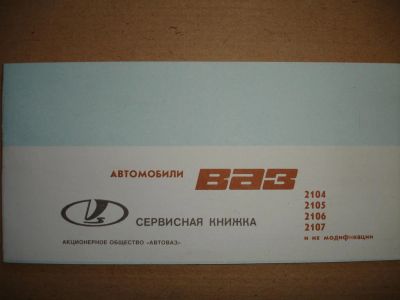 АВТОМОБИЛИ ВАЗ
2104
2105
2106
2107
и их модификации
СЕРВИСНАЯ КНИЖКА
АКЦИОНЕРНОЕ ОБЩЕСТВО «АВТОВАЗ»